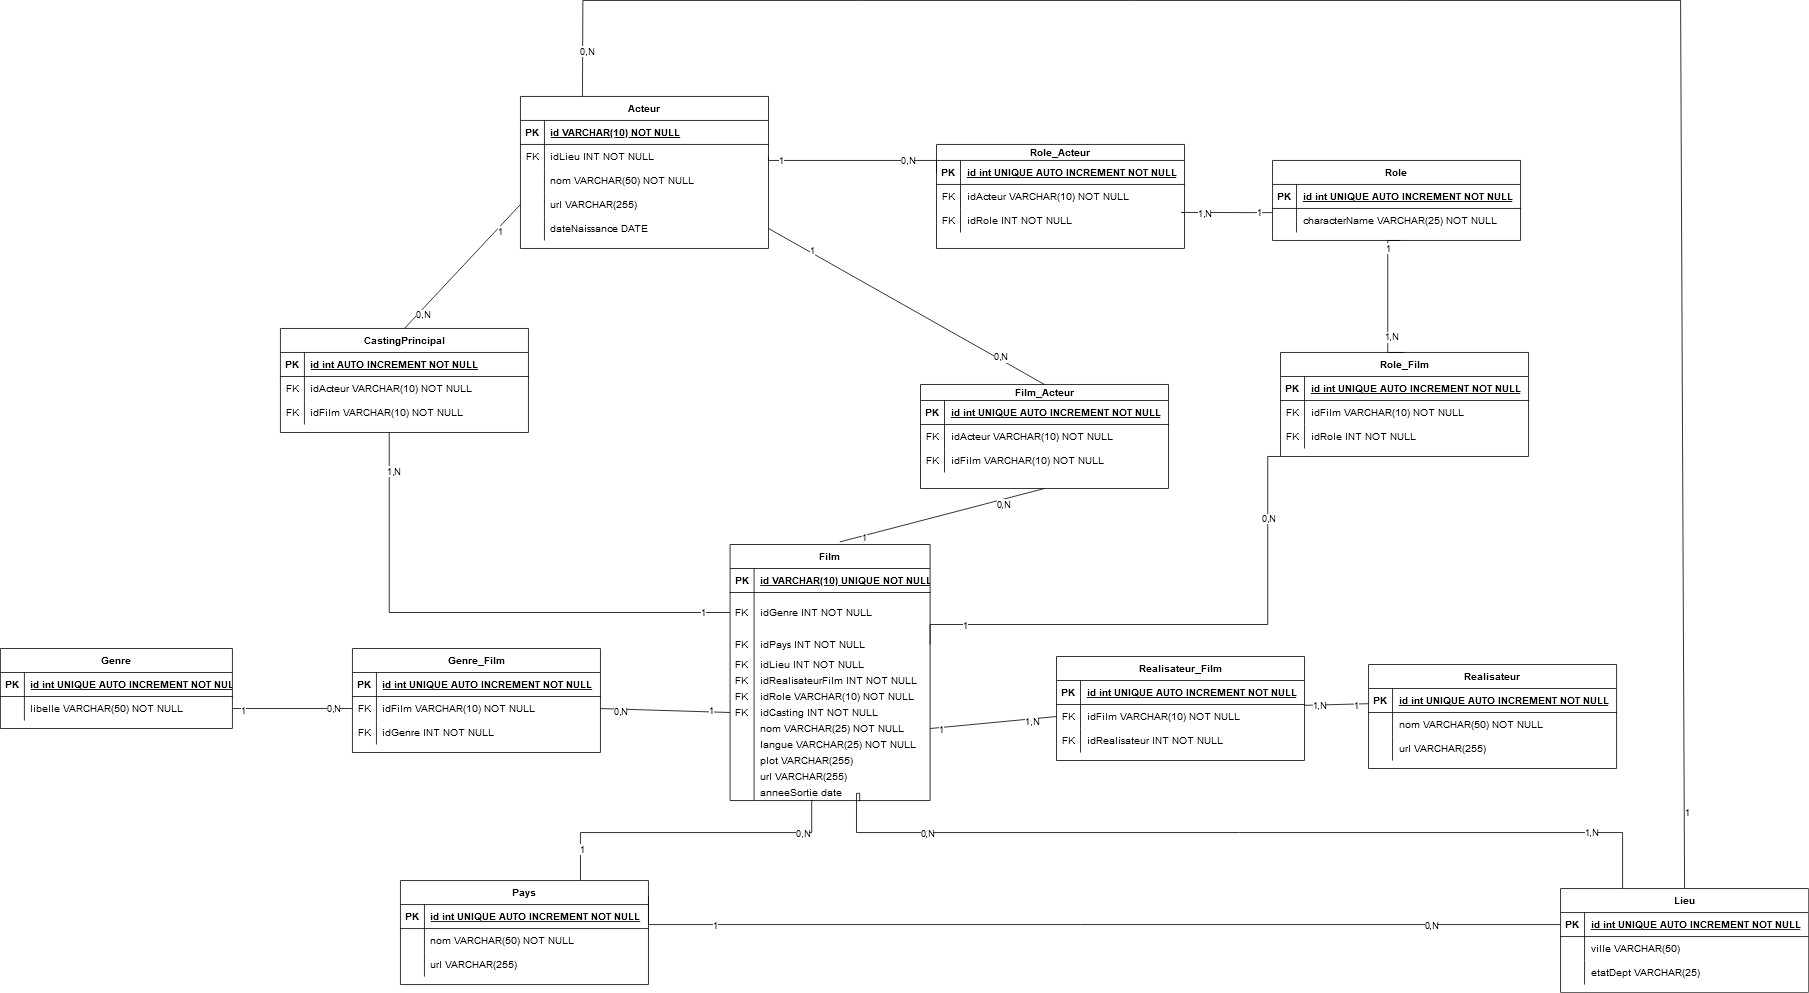 0,N
Acteur
PK id VARCHAR(10) NOT NULL
FK idLieu INT NOT NULL
nom VARCHAR(50) NOT NULL
url VARCHAR(255)
dateNaissance DATE
1
0,N
Role_Acteur
PK id int UNIQUE AUTO INCREMENT NOT NULL
FK idActeur VARCHAR(10) NOT NULL
FK idRole INT NOT NULL
1,N
1
Role
PK id int UNIQUE AUTO INCREMENT NOT NULL
characterName VARCHAR(25) NOT NULL
1
1
1
0,N
1,N
0,N
CastingPrincipal
PK id int AUTO INCREMENT NOT NULL
FK idActeur VARCHAR(10) NOT NULL
FK idFilm VARCHAR(10) NOT NULL
Film_Acteur
PK id int UNIQUE AUTO INCREMENT NOT NULL
FK idActeur VARCHAR(10) NOT NULL
FK idFilm VARCHAR(10) NOT NULL
Role_Film
PK id int UNIQUE AUTO INCREMENT NOT NULL
FK idFilm VARCHAR(10) NOT NULL
FK idRole INT NOT NULL
1,N
0,N
0,N
1
Film
PK id VARCHAR(10) UNIQUE NOT NULL
FK idGenre INT NOT NULL
FK idPays INT NOT NULL
FK idLieu INT NOT NULL
FK idRealisateurFilm INT NOT NULL
FK idRole VARCHAR(10) NOT NULL
FK idCasting INT NOT NULL
nom VARCHAR(25) NOT NULL
langue VARCHAR(25) NOT NULL
plot VARCHAR(255)
url VARCHAR(255)
anneeSortie date
1
1
Genre
PK id int UNIQUE AUTO INCREMENT NOT NUL
libelle VARCHAR(50) NOT NULL
1
0,N
Genre_Film
PK id int UNIQUE AUTO INCREMENT NOT NULL
FK idFilm VARCHAR(10) NOT NULL
FK idGenre INT NOT NULL
0,N
1
1
1,N
Realisateur_Film
PK id int UNIQUE AUTO INCREMENT NOT NULL
FK idFilm VARCHAR(10) NOT NULL
FK idRealisateur INT NOT NULL
1,N
1
Realisateur
PK id int UNIQUE AUTO INCREMENT NOT NULL
nom VARCHAR(50) NOT NULL
url VARCHAR(255)
1
0,N
0,N
1,N
1
Pays
PK id int UNIQUE AUTO INCREMENT NOT NULL
nom VARCHAR(50) NOT NULL
url VARCHAR(255)
1
0,N
Lieu
PK id int UNIQUE AUTO INCREMENT NOT NULL
ville VARCHAR(50)
etatDept VARCHAR(25)